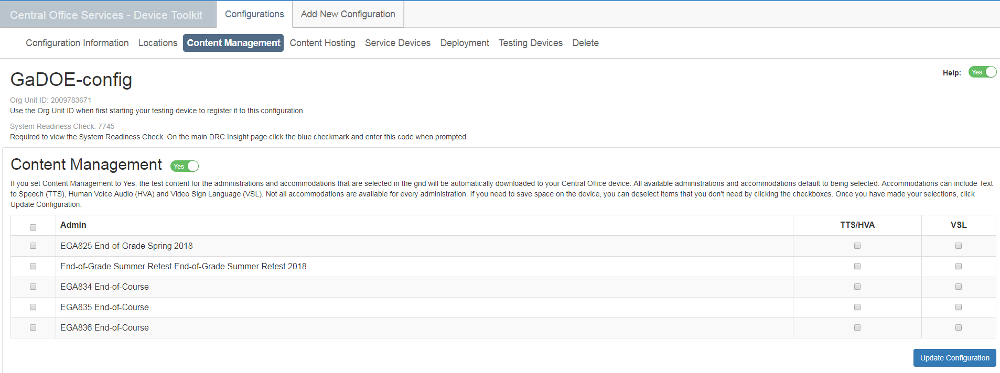 Central Office Services - Device Toolkit Configurations Add New Configuration
Configuration Information Locations Content Management Content Hosting Service Devices Deployment Testing Devices Delete
GaDOE-config
Help: Yes
Org Unit ID: 2009783671
Use the Org Unit ID when first starting your testing device to register it to this configuration.
System Readiness Check: 7745
Required to view the System Readiness Check. On the main DRC Insight page click the blue checkmark and enter this code when prompted.
Content Management Yes
If you set Content Management to Yes, the test content for the administrations and accommodations that are selected in the grid will be automatically downloaded to your Central Office device. All available administrations and accommodations default to being selected. Accommodations can include Text
to Speech (TTS), Human Voice Audio (HVA) and Video Sign Language (VSL). Not all accommodations are available for every administration. If you need to save space on the device, you can deselect items that you don't need by clicking the checkboxes. Once you have made your selections, click
Update Configuration.
Admin TTS/HVA VSL
EGA825 End-of-Grade Spring 2018
End-of-Grade Summer Retest End-of-Grade Summer Retest 2018
EGA834 End-of-Course
EGA835 End-of-Course
EGA836 End-of-Course
Update Configuration